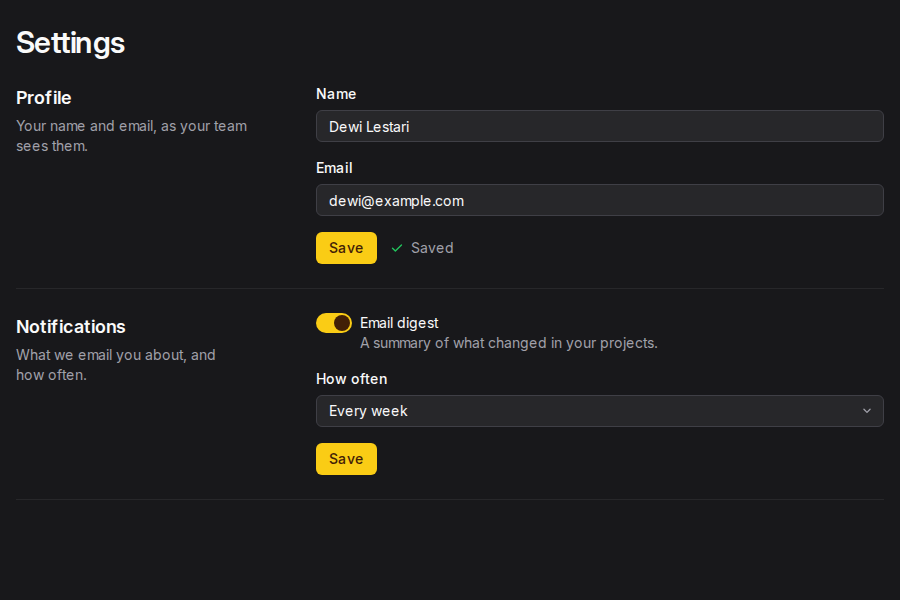 Settings
Profile
Your name and email, as your team
sees them.
Name
Dewi Lestari
Email
dewi@example.com
Save
Saved
Notifications
What we email you about, and
how often.
Email digest
A summary of what changed in your projects.
How often
Every week
Save